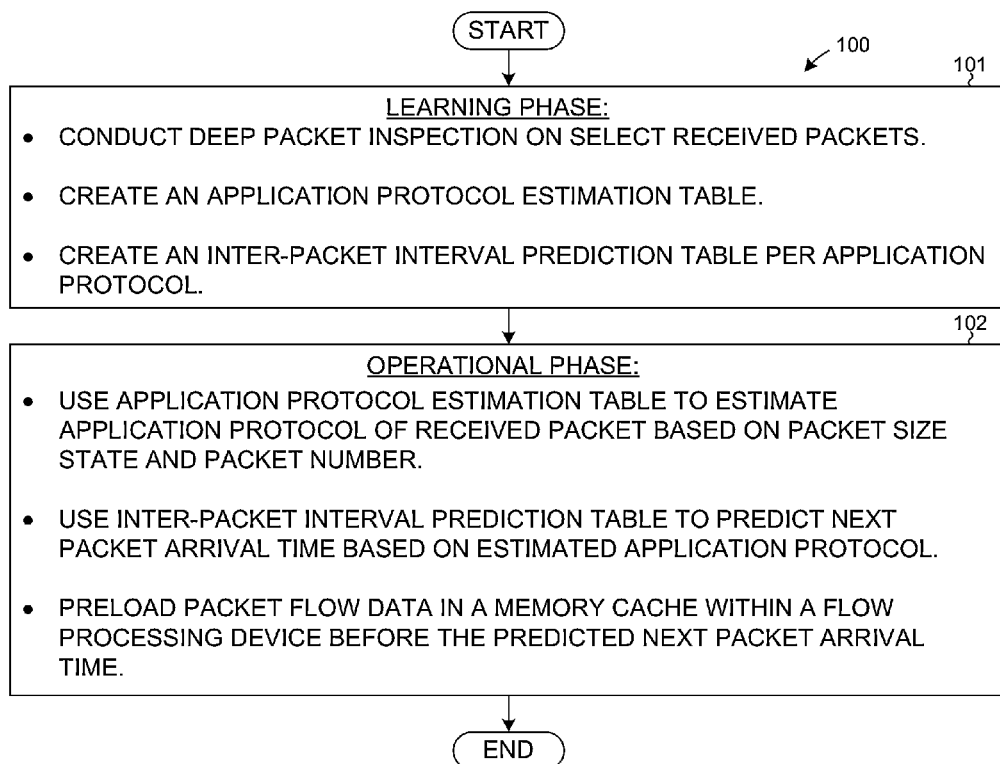 START
100
101
LEARNING PHASE:
• CONDUCT DEEP PACKET INSPECTION ON SELECT RECEIVED PACKETS.
• CREATE AN APPLICATION PROTOCOL ESTIMATION TABLE.
• CREATE AN INTER-PACKET INTERVAL PREDICTION TABLE PER APPLICATION
PROTOCOL.
102
OPERATIONAL PHASE:
• USE APPLICATION PROTOCOL ESTIMATION TABLE TO ESTIMATE
APPLICATION PROTOCOL OF RECEIVED PACKET BASED ON PACKET SIZE
STATE AND PACKET NUMBER.
• USE INTER-PACKET INTERVAL PREDICTION TABLE TO PREDICT NEXT
PACKET ARRIVAL TIME BASED ON ESTIMATED APPLICATION PROTOCOL.
• PRELOAD PACKET FLOW DATA IN A MEMORY CACHE WITHIN A FLOW
PROCESSING DEVICE BEFORE THE PREDICTED NEXT PACKET ARRIVAL
TIME.
END